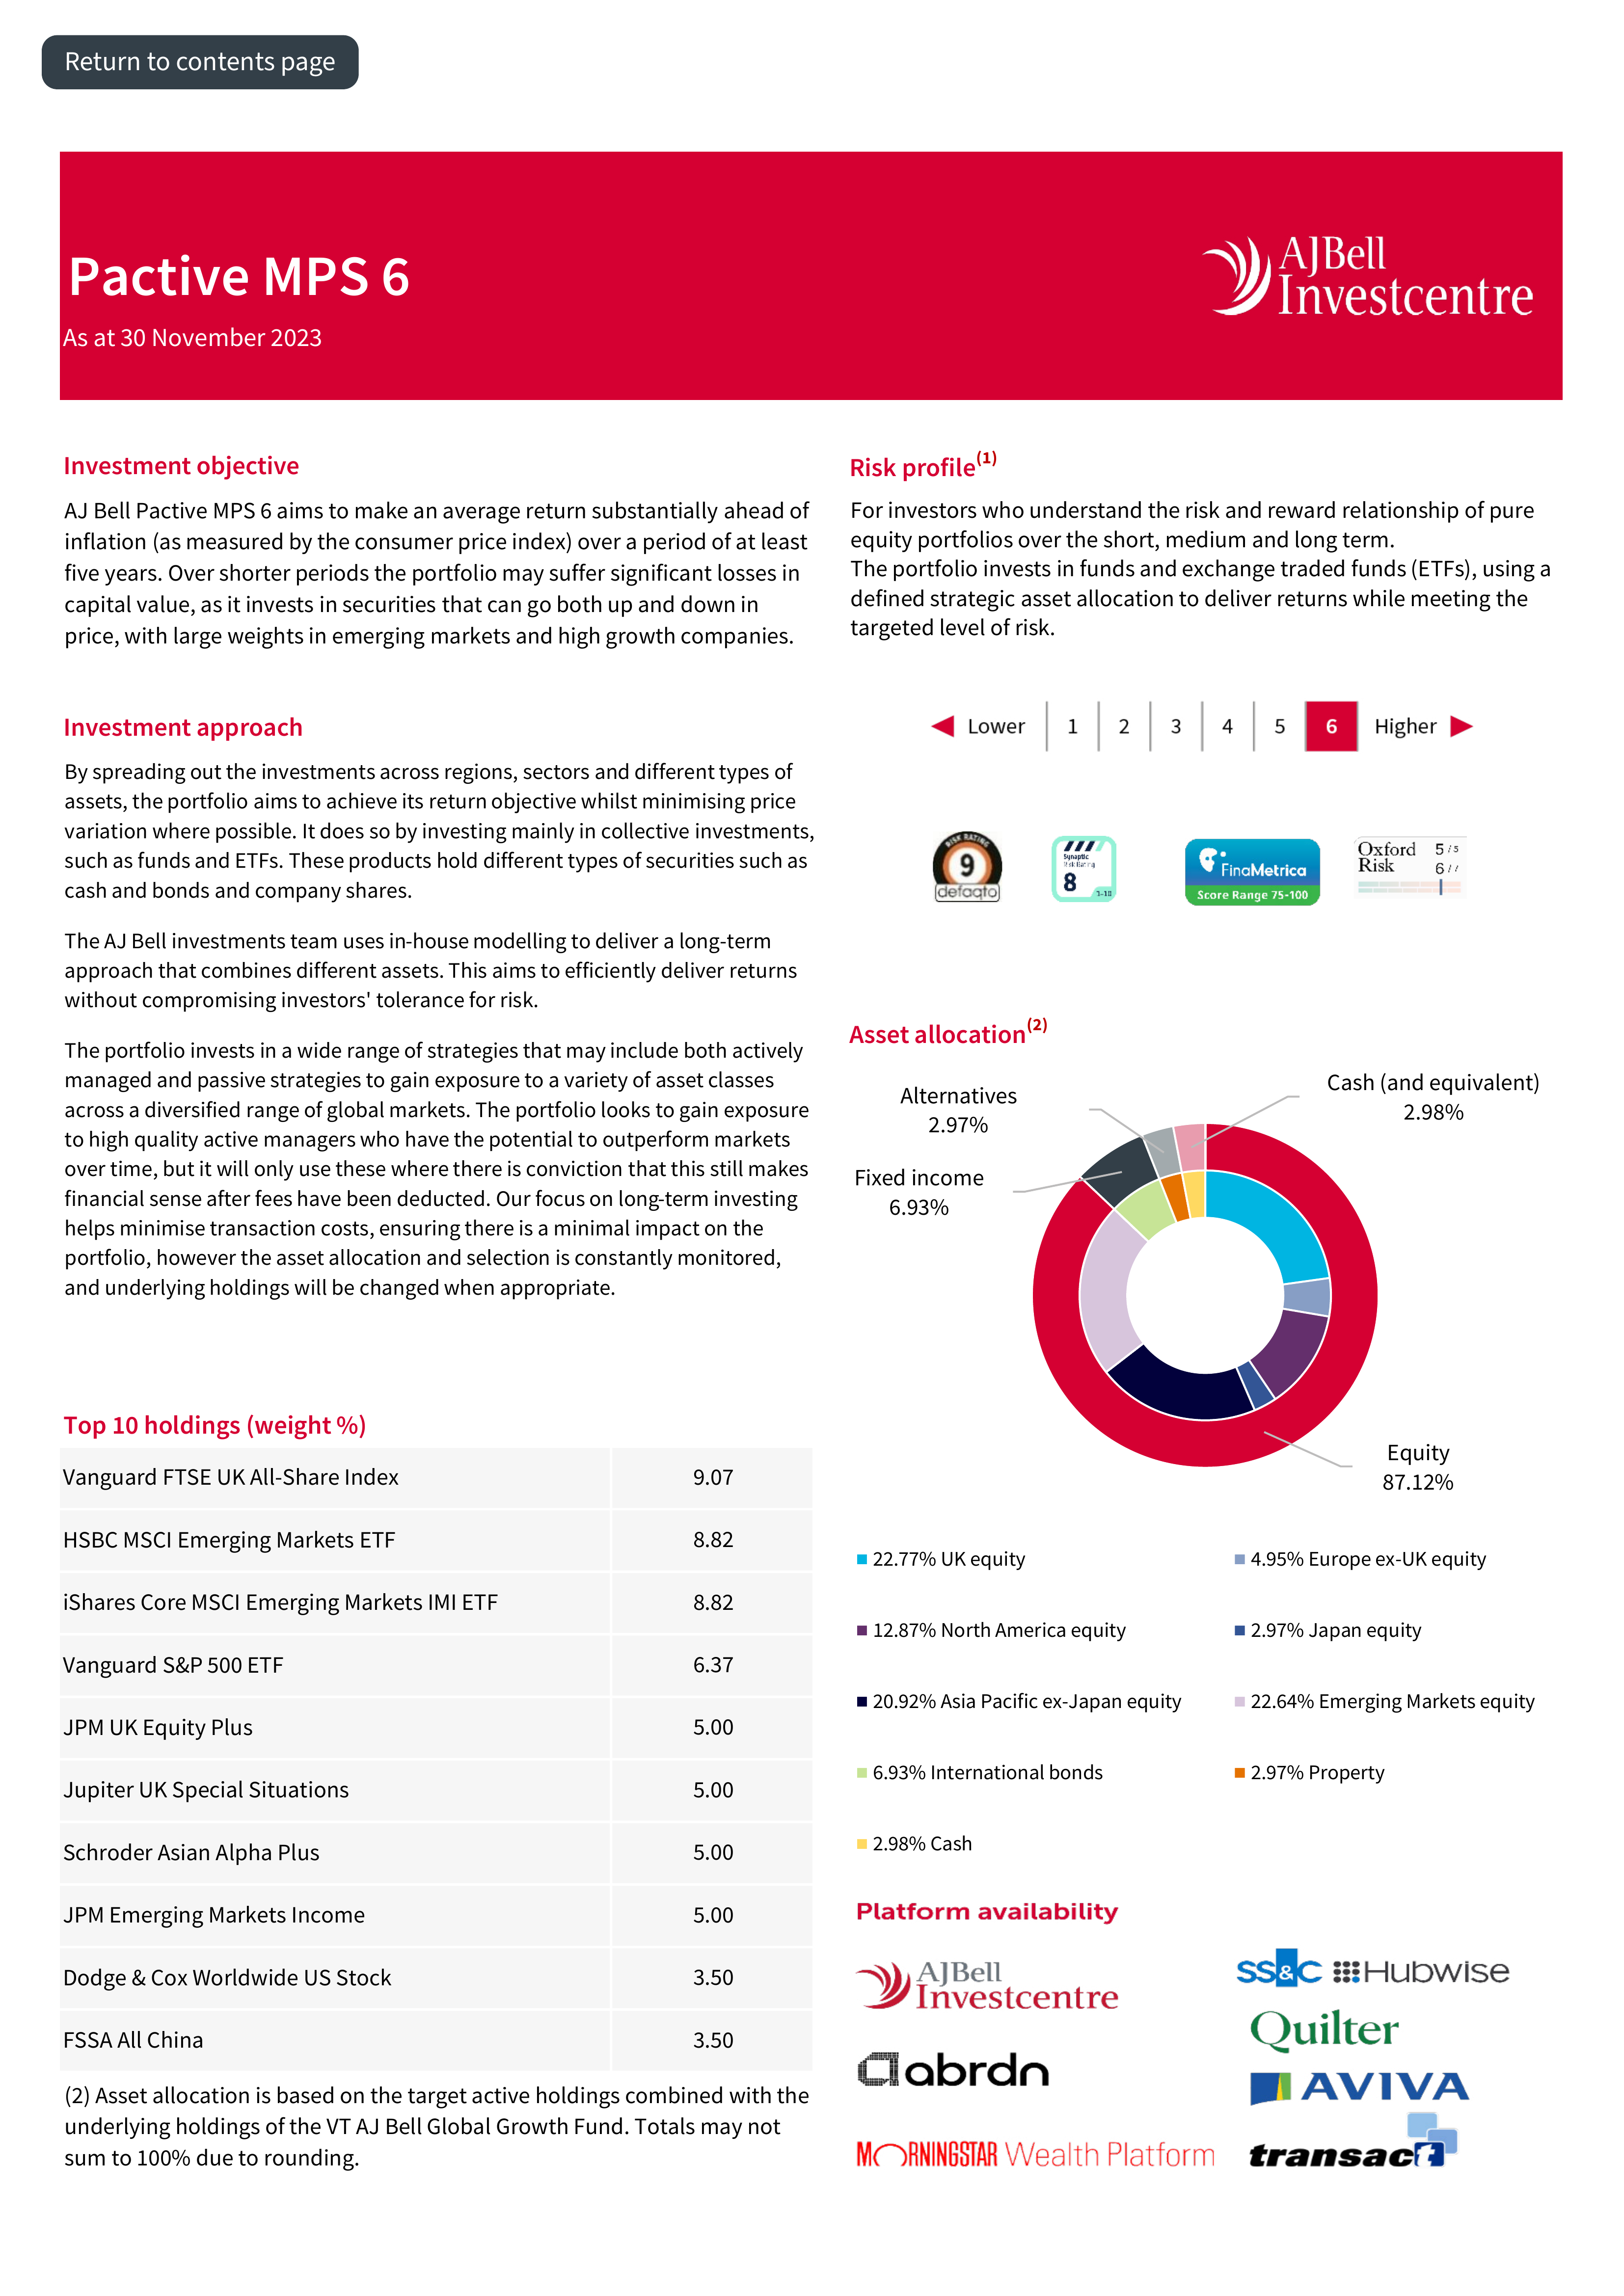 Return to contents page
Pactive MPS 6
As at 30 November 2023
AJBell
Investcentre
Investment objective
AJ Bell Pactive MPS 6 aims to make an average return substantially ahead of
inflation (as measured by the consumer price index) over a period of at least
five years. Over shorter periods the portfolio may suffer significant losses in
capital value, as it invests in securities that can go both up and down in
price, with large weights in emerging markets and high growth companies.
Investment approach
By spreading out the investments across regions, sectors and different types of
assets, the portfolio aims to achieve its return objective whilst minimising price
variation where possible. It does so by investing mainly in collective investments,
such as funds and ETFs. These products hold different types of securities such as
cash and bonds and company shares.
The AJ Bell investments team uses in-house modelling to deliver a long-term
approach that combines different assets. This aims to efficiently deliver returns
without compromising investors' tolerance for risk.
The portfolio invests in a wide range of strategies that may include both actively
managed and passive strategies to gain exposure to a variety of asset classes
across a diversified range of global markets. The portfolio looks to gain exposure
to high quality active managers who have the potential to outperform markets
over time, but it will only use these where there is conviction that this still makes
financial sense after fees have been deducted. Our focus on long-term investing
helps minimise transaction costs, ensuring there is a minimal impact on the
portfolio, however the asset allocation and selection is constantly monitored,
and underlying holdings will be changed when appropriate.
Top 10 holdings (weight %)
Vanguard FTSE UK All-Share Index 9.07
HSBC MSCI Emerging Markets ETF 8.82
iShares Core MSCI Emerging Markets IMI ETF 8.82
Vanguard S&P 500 ETF 6.37
JPM UK Equity Plus 5.00
Jupiter UK Special Situations 5.00
Schroder Asian Alpha Plus 5.00
JPM Emerging Markets Income 5.00
Dodge & Cox Worldwide US Stock 3.50
FSSA All China 3.50
(2) Asset allocation is based on the target active holdings combined with the
underlying holdings of the VT AJ Bell Global Growth Fund. Totals may not
sum to 100% due to rounding.
Risk profile(1)
For investors who understand the risk and reward relationship of pure
equity portfolios over the short, medium and long term.
The portfolio invests in funds and exchange traded funds (ETFs), using a
defined strategic asset allocation to deliver returns while meeting the
targeted level of risk.
Lower 1 2 3 4 5 6 Higher
RISK RATING
9
defaqto
Synaptic
Risk Rating
8
1-10
FinaMetrica
Score Range 75-100
Oxford 5/5
Risk 6/7
Asset allocation(2)
Alternatives
2.97%
Cash (and equivalent)
2.98%
Fixed income
6.93%
Equity
87.12%
22.77% UK equity 4.95% Europe ex-UK equity
12.87% North America equity 2.97% Japan equity
20.92% Asia Pacific ex-Japan equity 22.64% Emerging Markets equity
6.93% International bonds 2.97% Property
2.98% Cash
Platform availability
AJBell
Investcentre
SS&C Hubwise
Quilter
abrdn
AVIVA
MORNINGSTAR Wealth Platform
transact